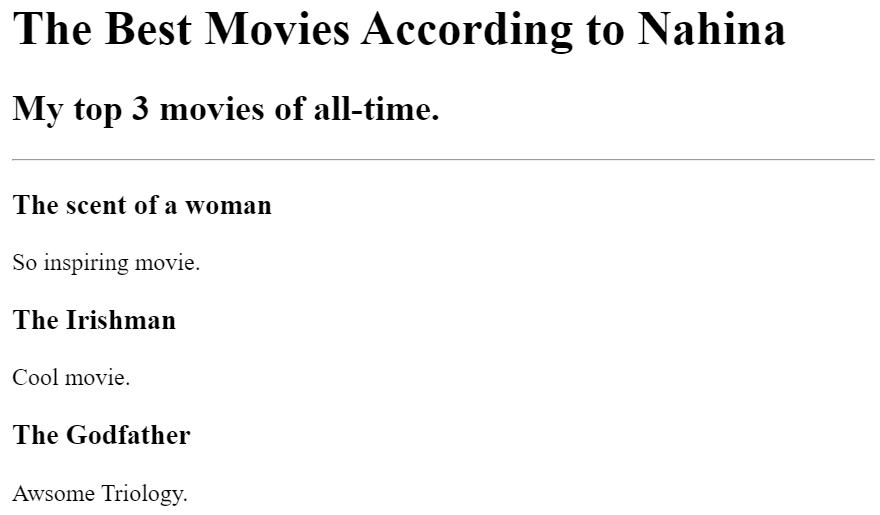 The Best Movies According to Nahina
My top 3 movies of all-time.
The scent of a woman
So inspiring movie.
The Irishman
Cool movie.
The Godfather
Awsome Triology.